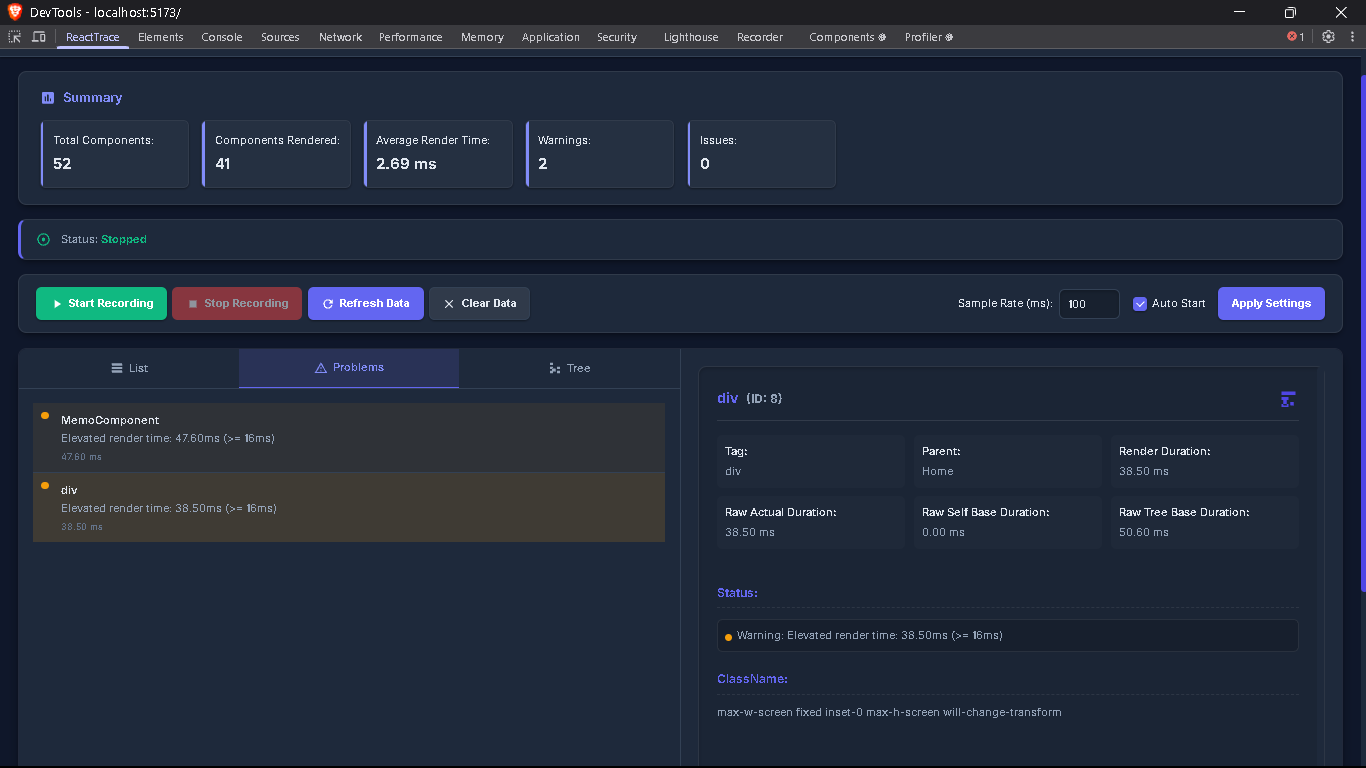 DevTools - localhost:5173/
ReactTrace Elements Console Sources Network Performance Memory Application Security Lighthouse Recorder Components Profiler 1
Summary
Total Components: Components Rendered: Average Render Time: Warnings: Issues:
52 41 2.69 ms 2 0
Status: Stopped
Start Recording Stop Recording Refresh Data Clear Data Sample Rate (ms): 100 Auto Start Apply Settings
List Problems Tree
MemoComponent
Elevated render time: 47.60ms (>= 16ms)
47.60 ms
div
Elevated render time: 38.50ms (>= 16ms)
38.50 ms
div (ID: 8)
Tag: Parent: Render Duration:
div Home 38.50 ms
Raw Actual Duration: Raw Self Base Duration: Raw Tree Base Duration:
38.50 ms 0.00 ms 50.60 ms
Status:
Warning: Elevated render time: 38.50ms (>= 16ms)
ClassName:
max-w-screen fixed inset-0 max-h-screen will-change-transform